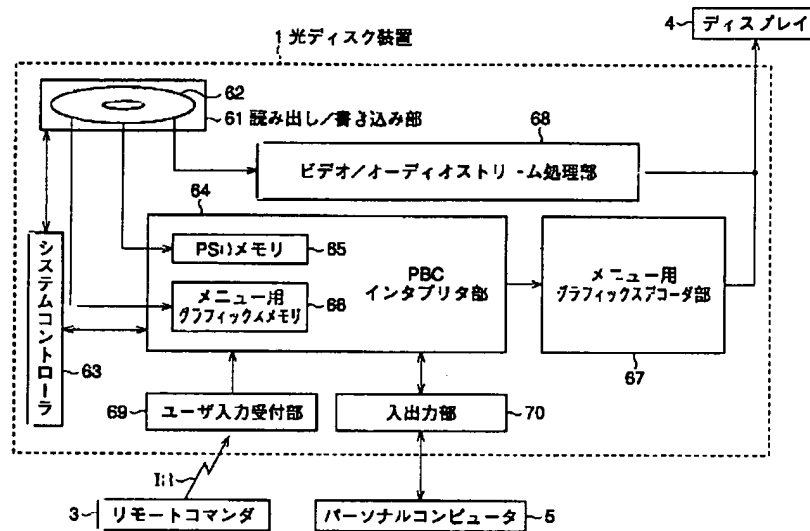 4 ディスプレイ
1 光ディスク装置
62
61 読み出し/書き込み部
68
ビデオ/オーディオストリーム処理部
64
PSDメモリ
65
メニュー用
グラフィックスメモリ
66
PBC
インタプリタ部
メニュー用
グラフィックスデコーダ部
67
システムコントローラ
63
69
ユーザ入力受付部
入出力部
70
IR
3 リモートコマンダ
パーソナルコンピュータ
5